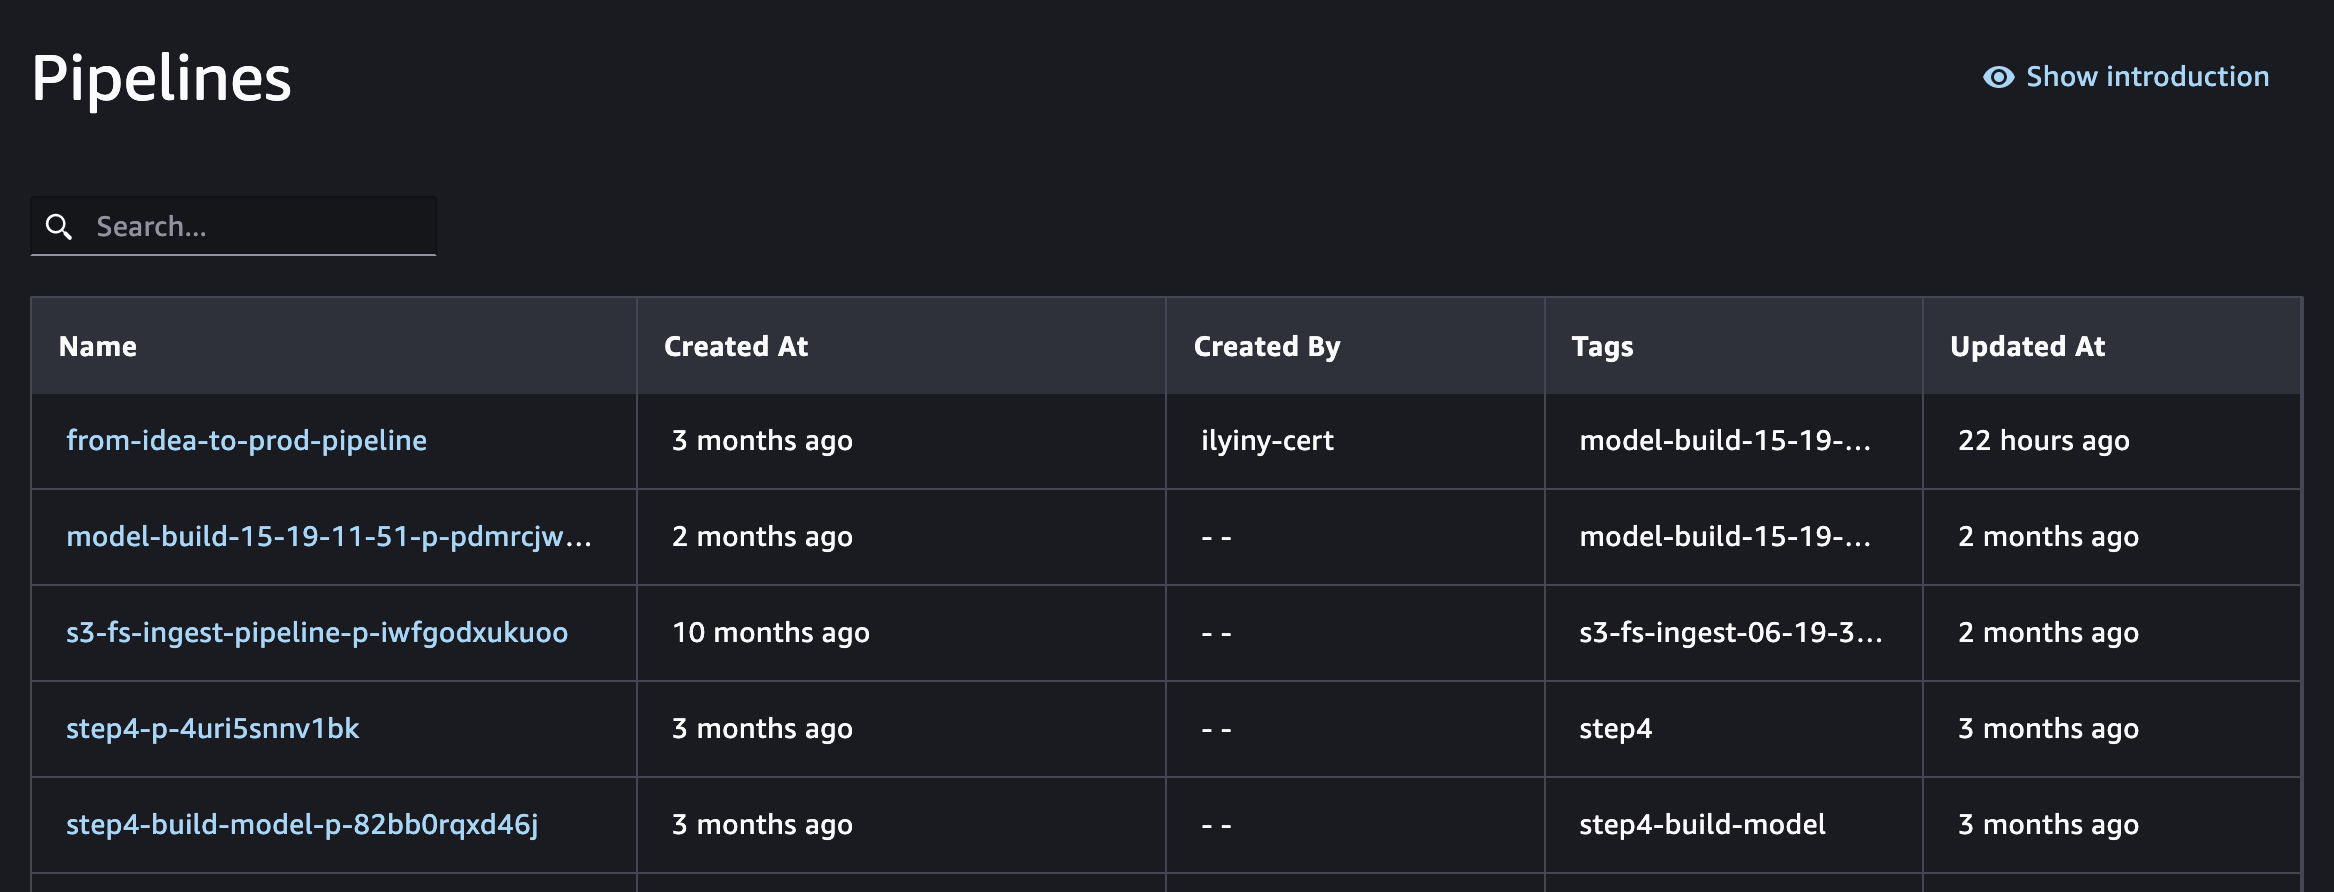 Pipelines
Show introduction
Search...
Name Created At Created By Tags Updated At
from-idea-to-prod-pipeline 3 months ago ilyiny-cert model-build-15-19-... 22 hours ago
model-build-15-19-11-51-p-pdmrcjw... 2 months ago - - model-build-15-19-... 2 months ago
s3-fs-ingest-pipeline-p-iwfgodxukuoo 10 months ago - - s3-fs-ingest-06-19-3... 2 months ago
step4-p-4uri5snnv1bk 3 months ago - - step4 3 months ago
step4-build-model-p-82bb0rqxd46j 3 months ago - - step4-build-model 3 months ago